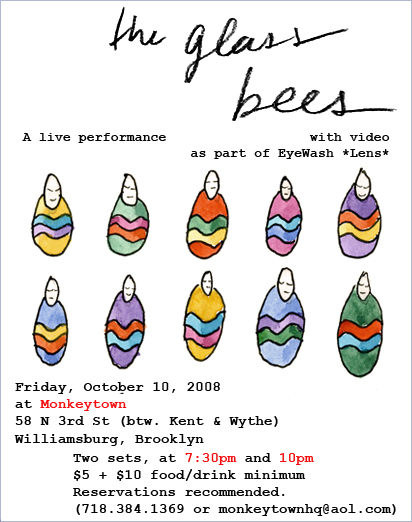 the glass
bees
A live performance with video
as part of EyeWash *Lens*
Friday, October 10, 2008
at Monkeytown
58 N 3rd St (btw. Kent & Wythe)
Williamsburg, Brooklyn
Two sets, at 7:30pm and 10pm
$5 + $10 food/drink minimum
Reservations recommended.
(718.384.1369 or monkeytownhq@aol.com)